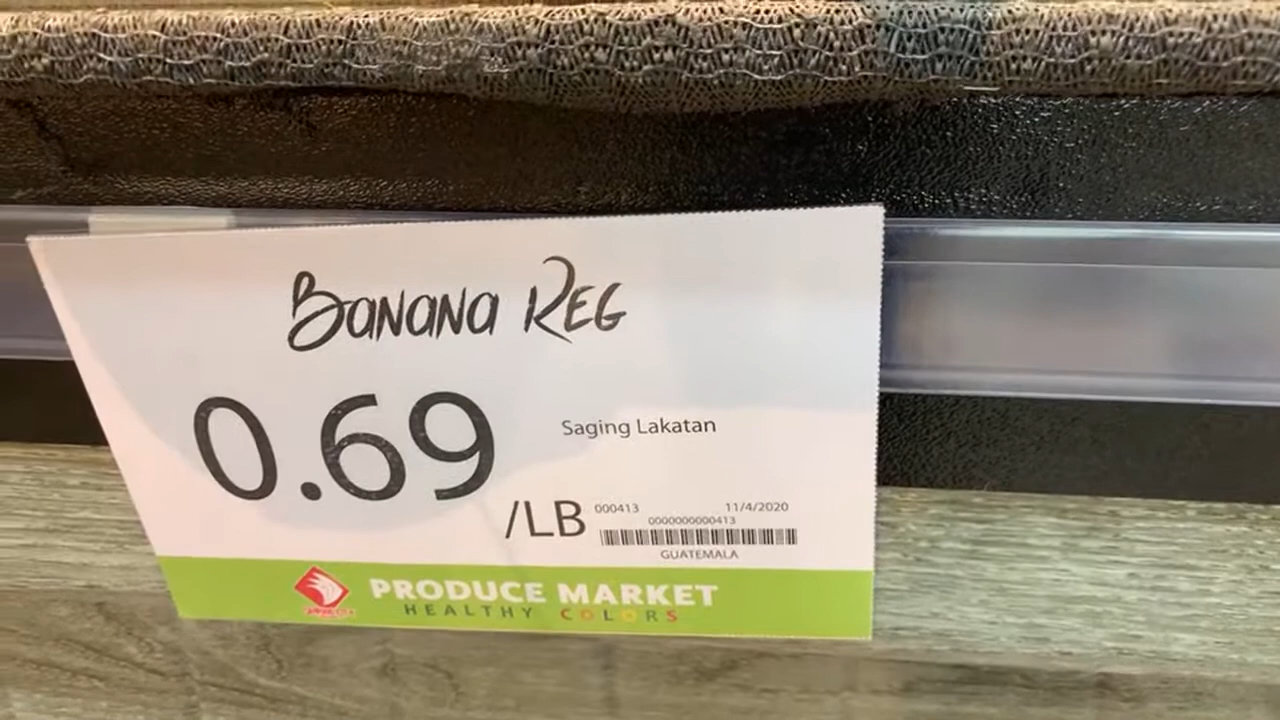 Banana Reg
0.69
/LB
Saging Lakatan
000413 11/4/2020
0000000000413
GUATEMALA
PRODUCE MARKET
HEALTHY COLORS